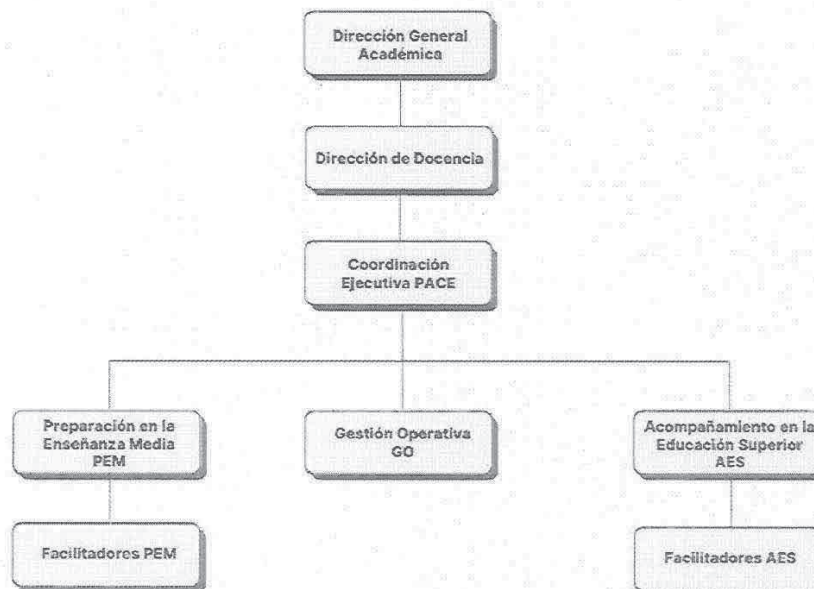 Dirección General
Académica
Dirección de Docencia
Coordinación
Ejecutiva PACE
Preparación en la
Enseñanza Media
PEM
Gestión Operativa
GO
Acompañamiento en la
Educación Superior
AES
Facilitadores PEM
Facilitadores AES